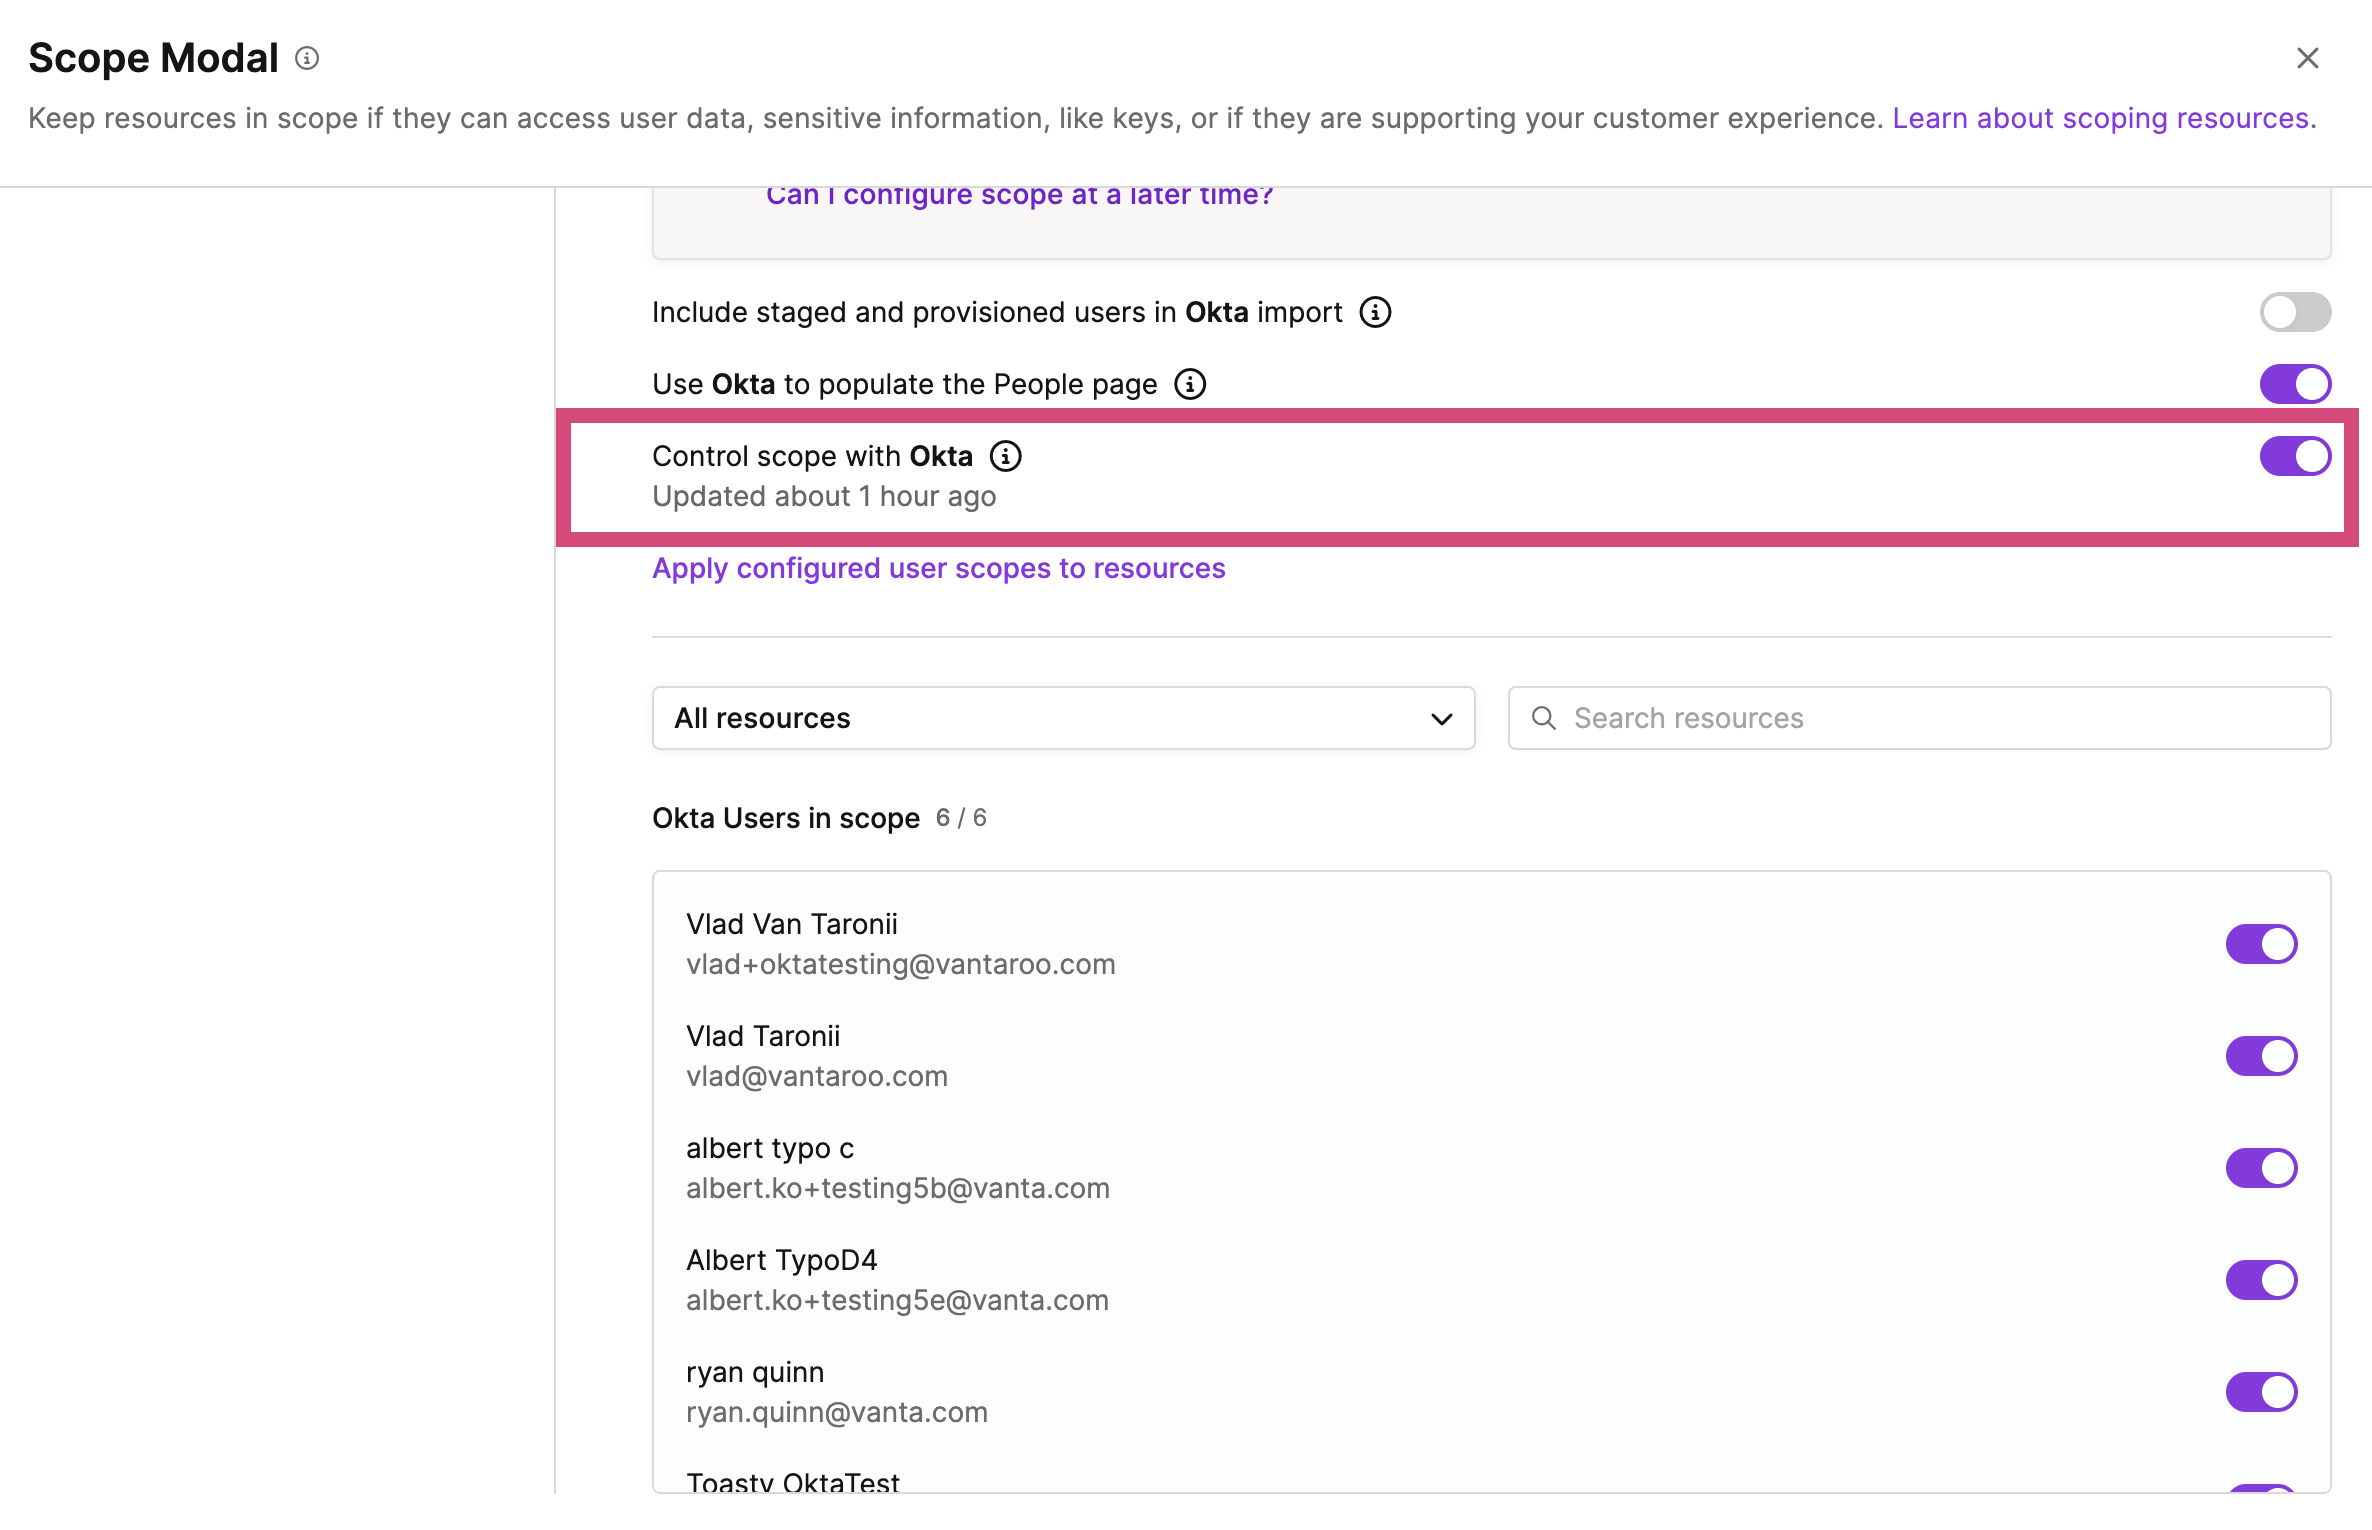 Scope Modal
Keep resources in scope if they can access user data, sensitive information, like keys, or if they are supporting your customer experience. Learn about scoping resources.
Can I configure scope at a later time?
Include staged and provisioned users in Okta import
Use Okta to populate the People page
Control scope with Okta
Updated about 1 hour ago
Apply configured user scopes to resources
All resources
Search resources
Okta Users in scope 6 / 6
Vlad Van Taronii
vlad+oktatesting@vantaroo.com
Vlad Taronii
vlad@vantaroo.com
albert typo c
albert.ko+testing5b@vanta.com
Albert TypoD4
albert.ko+testing5e@vanta.com
ryan quinn
ryan.quinn@vanta.com
Toasty OktaTest